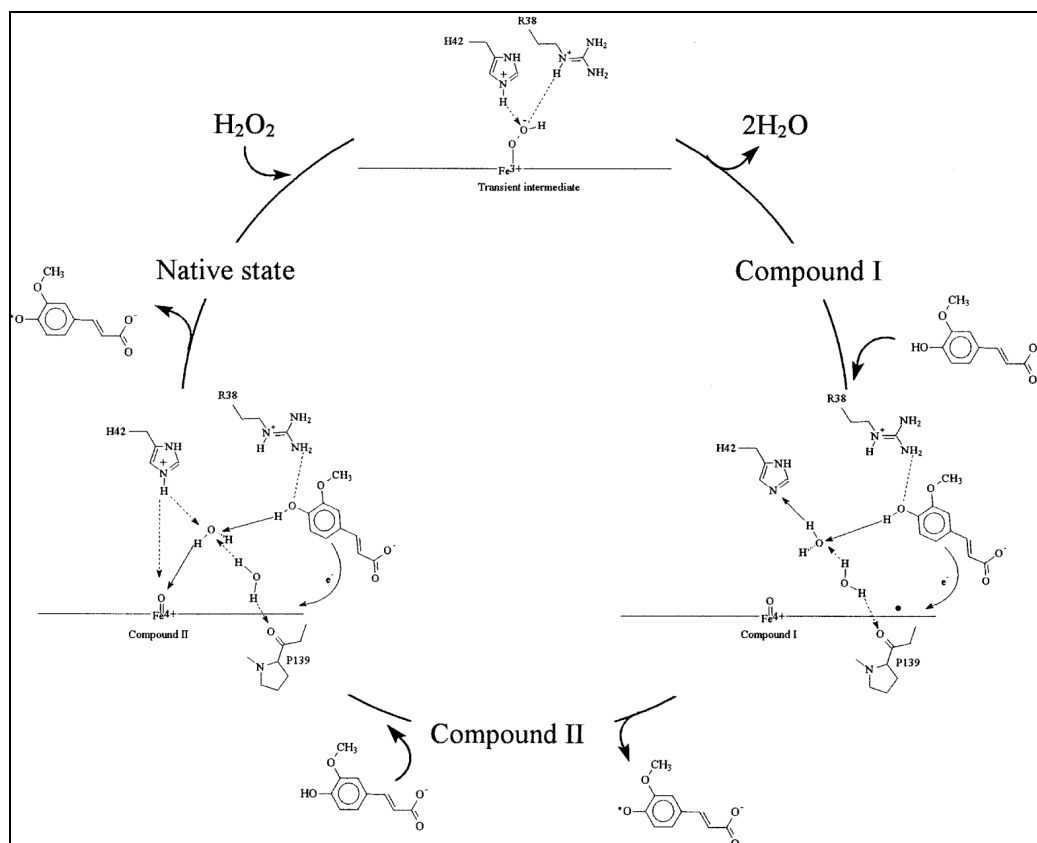 R38
H42
NH
NH₂
N⁺
NH₂
H
N
+
H
O⁻
H
O
Fe³⁺
Transient intermediate
H₂O₂
2H₂O
Native state
Compound I
CH₃
O
•O
O⁻
O
CH₃
O
HO
O
O
R38
NH₂
N⁺
H
NH₂
H42
NH
N
+
H
CH₃
O
O
H
O
H
H
H
O
H
O⁻
O
e⁻
O
Fe⁴⁺
Compound II
O
P139
N
R38
NH₂
N⁺
H
NH₂
H42
NH
N
CH₃
O
O
H
H
O
H
H
O
H
O⁻
O
e⁻
•
O
Fe⁴⁺
Compound I
O
P139
N
Compound II
CH₃
O
HO
O⁻
O
CH₃
O
•O
O⁻
O